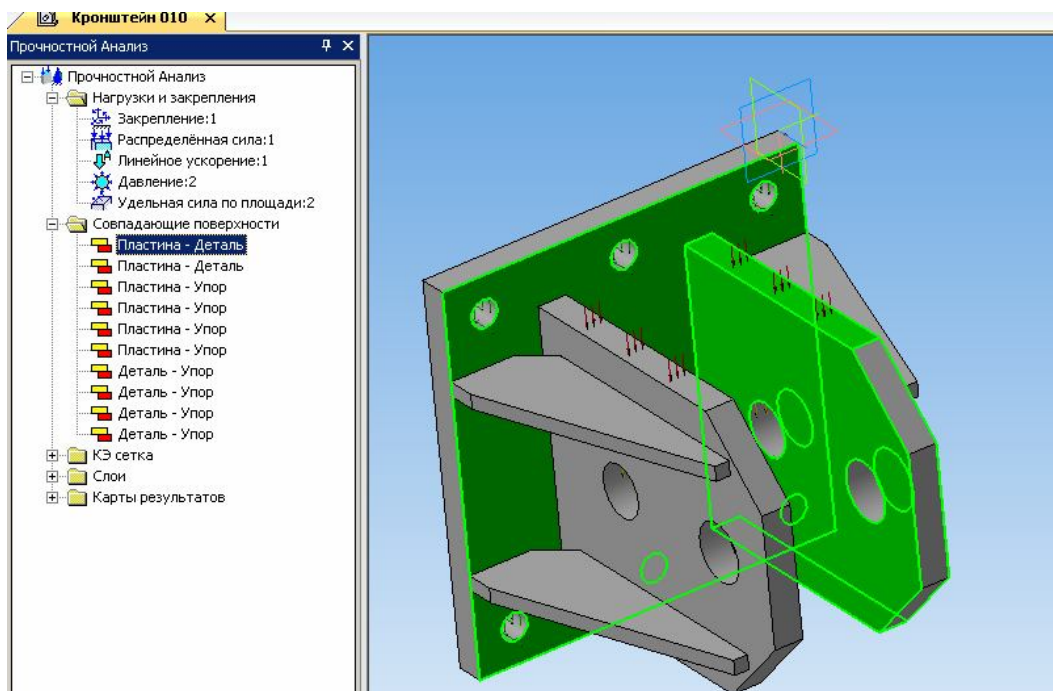 Кронштейн 010
Прочностной Анализ
Прочностной Анализ
Нагрузки и закрепления
Закрепление:1
Распределённая сила:1
Линейное ускорение:1
Давление:2
Удельная сила по площади:2
Совпадающие поверхности
Пластина - Деталь
Пластина - Деталь
Пластина - Упор
Пластина - Упор
Пластина - Упор
Пластина - Упор
Деталь - Упор
Деталь - Упор
Деталь - Упор
Деталь - Упор
КЭ сетка
Слои
Карты результатов